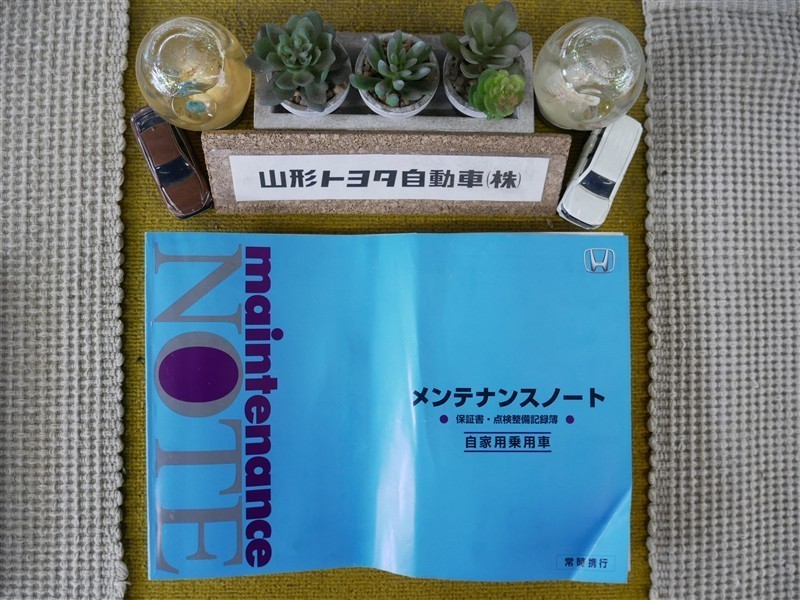 山形トヨタ自動車(株)
maintenance
NOTE
メンテナンスノート
● 保証書・点検整備記録簿 ●
自家用乗用車
常時携行